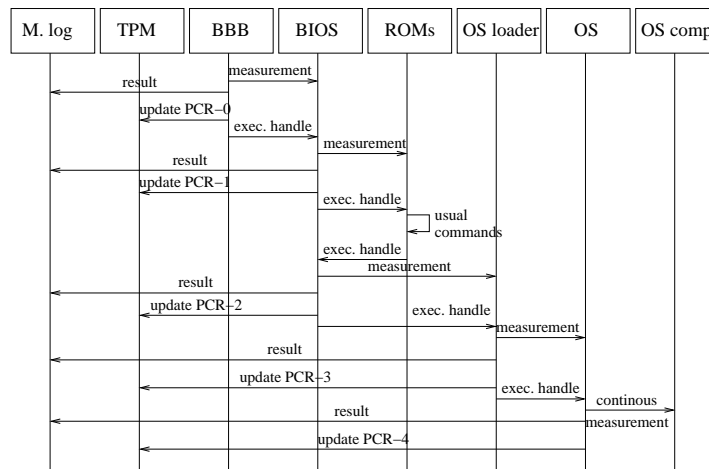 M. log TPM BBB BIOS ROMs OS loader OS OS comp
measurement
result
update PCR−0
exec. handle
measurement
result
update PCR−1
exec. handle
usual
commands
exec. handle
measurement
result
update PCR−2
exec. handle
measurement
result
update PCR−3
exec. handle
continous
result
measurement
update PCR−4